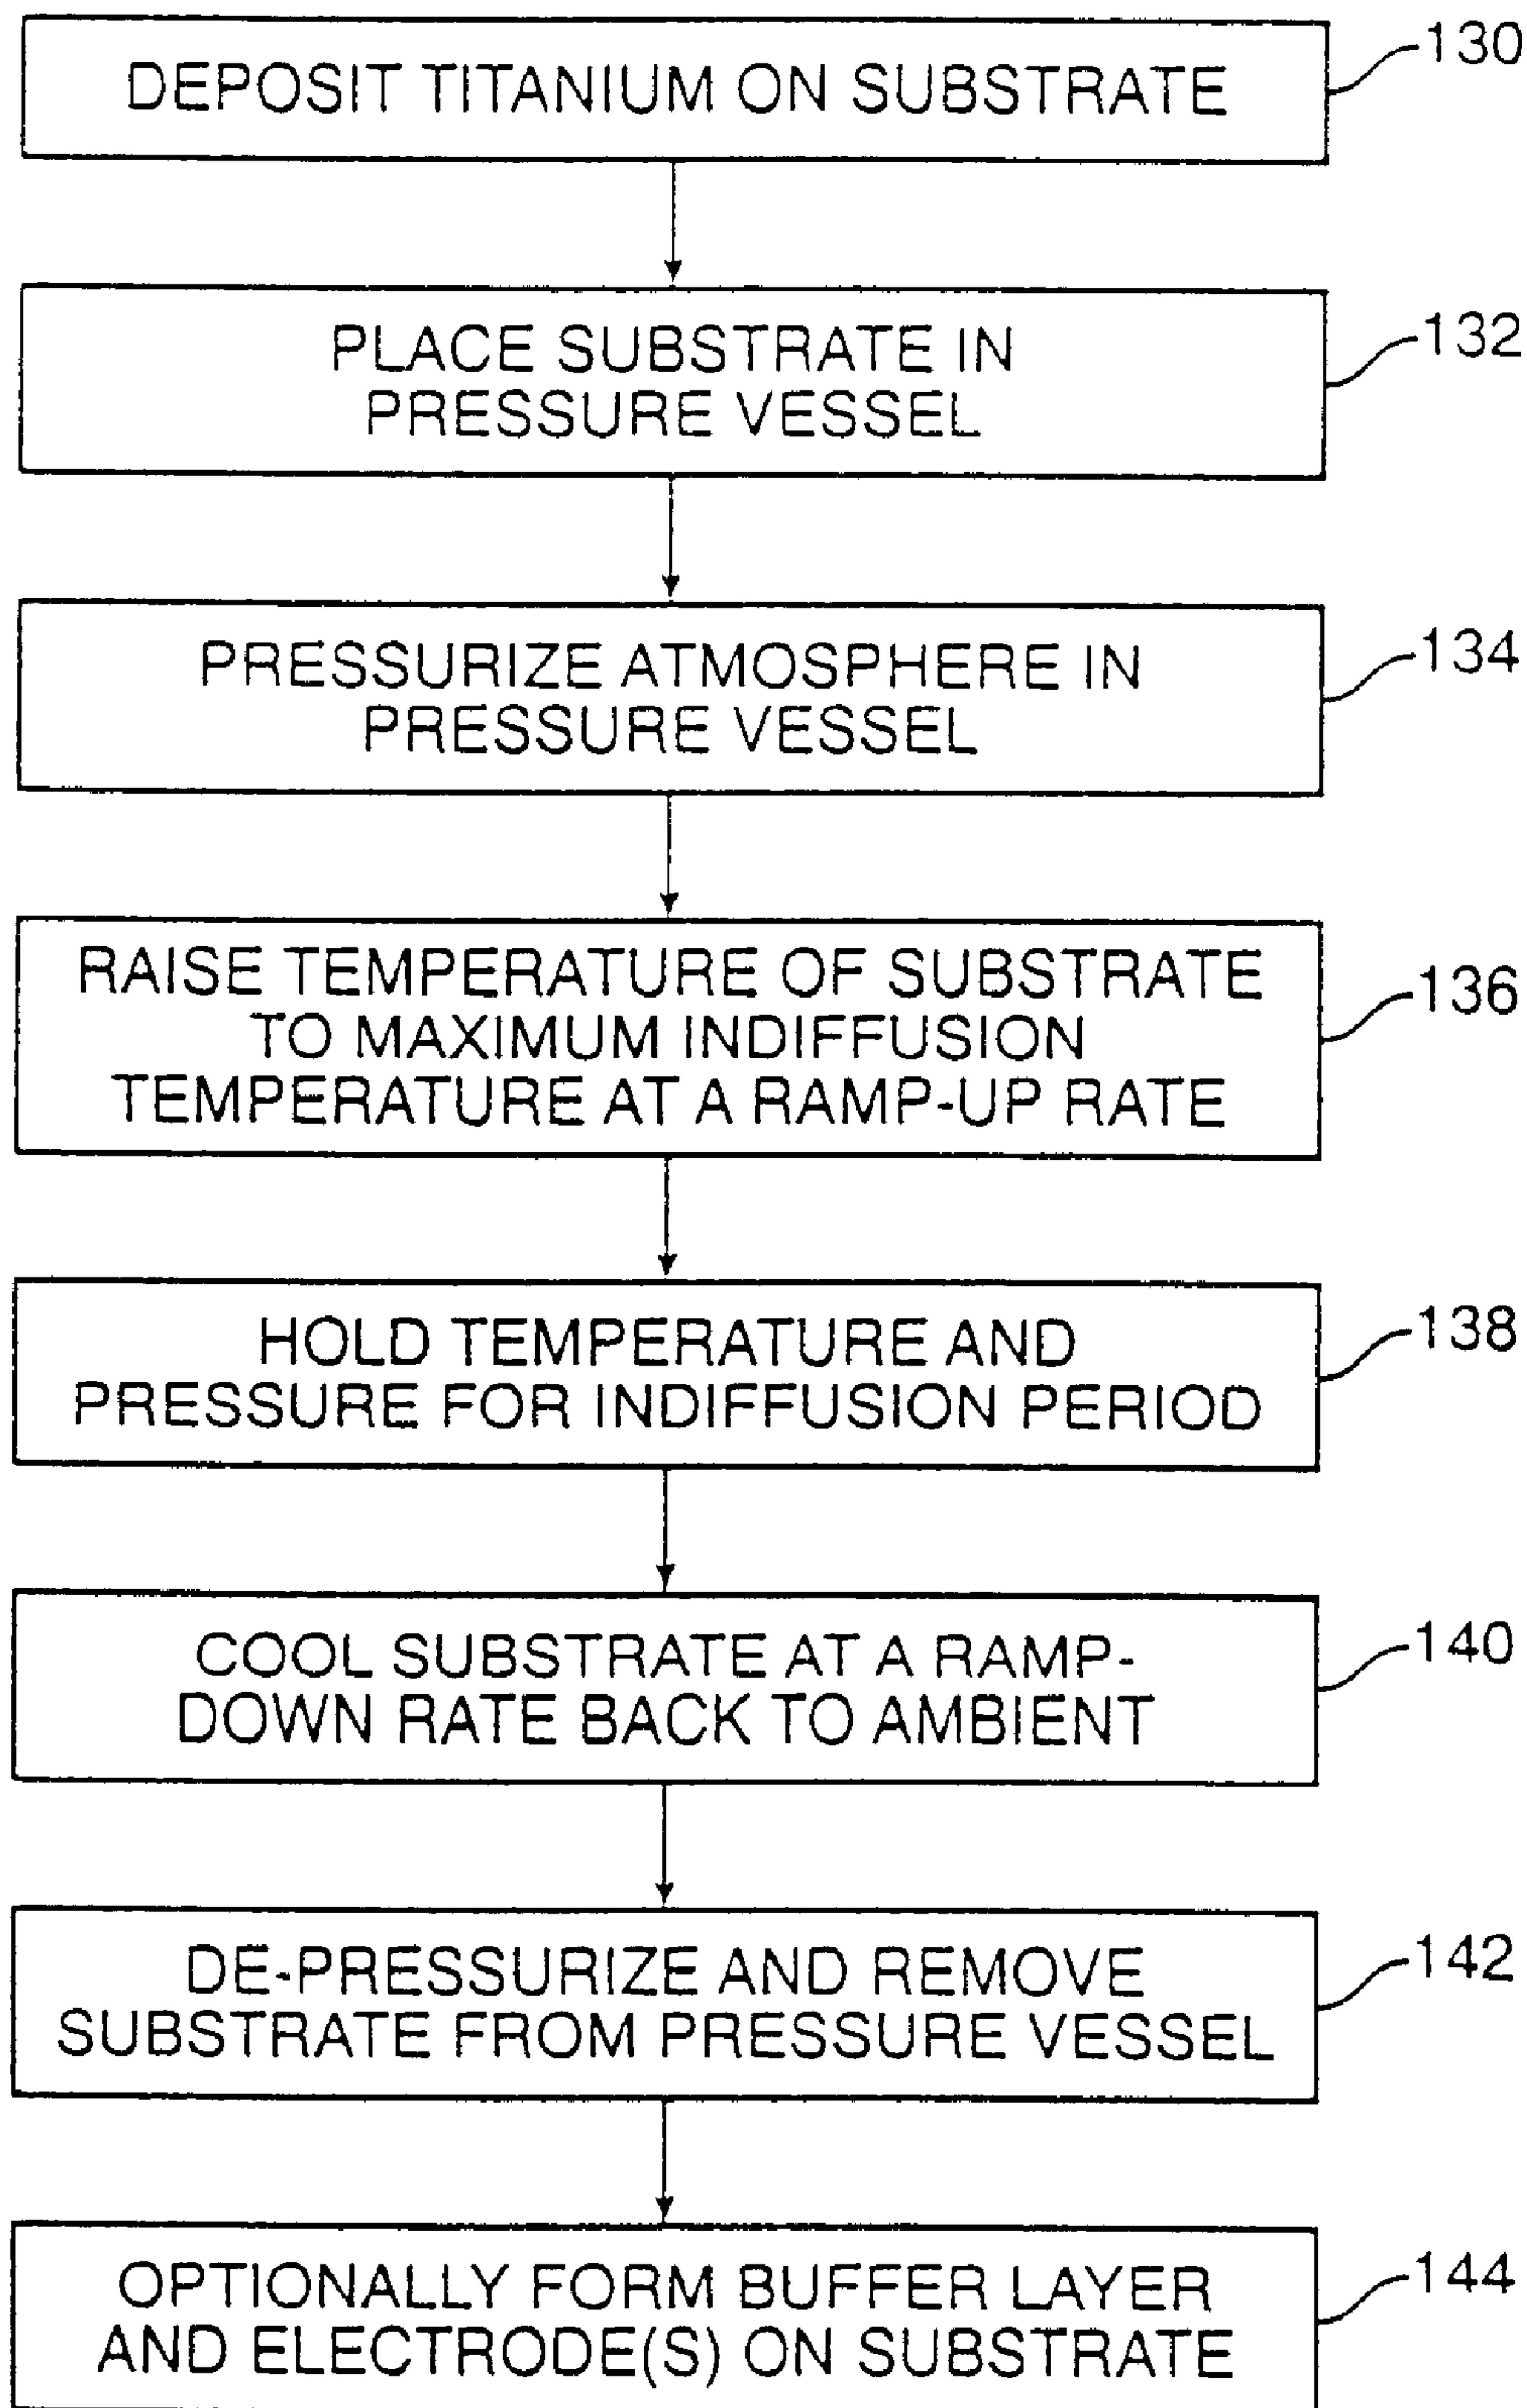 DEPOSIT TITANIUM ON SUBSTRATE
130
PLACE SUBSTRATE IN
PRESSURE VESSEL
132
PRESSURIZE ATMOSPHERE IN
PRESSURE VESSEL
134
RAISE TEMPERATURE OF SUBSTRATE
TO MAXIMUM INDIFFUSION
TEMPERATURE AT A RAMP-UP RATE
136
HOLD TEMPERATURE AND
PRESSURE FOR INDIFFUSION PERIOD
138
COOL SUBSTRATE AT A RAMP-
DOWN RATE BACK TO AMBIENT
140
DE-PRESSURIZE AND REMOVE
SUBSTRATE FROM PRESSURE VESSEL
142
OPTIONALLY FORM BUFFER LAYER
AND ELECTRODE(S) ON SUBSTRATE
144